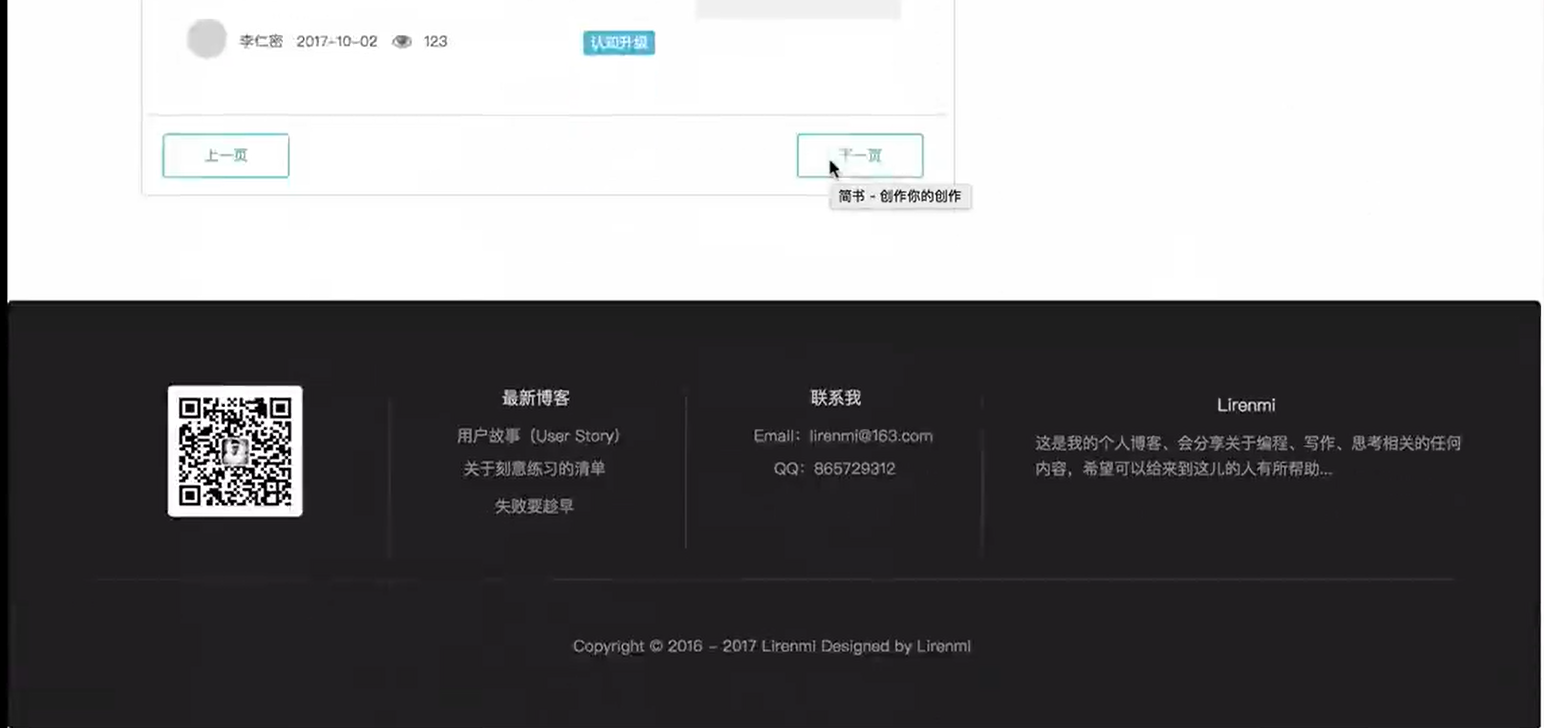 李仁密 2017-10-02 123 认知升级
上一页 下一页
简书 - 创作你的创作
最新博客
用户故事（User Story）
关于刻意练习的清单
失败要趁早
联系我
Email：lirenmi@163.com
QQ：865729312
Lirenmi
这是我的个人博客、会分享关于编程、写作、思考相关的任何
内容，希望可以给来到这儿的人有所帮助...
Copyright © 2016 - 2017 Lirenmi Designed by Lirenmi